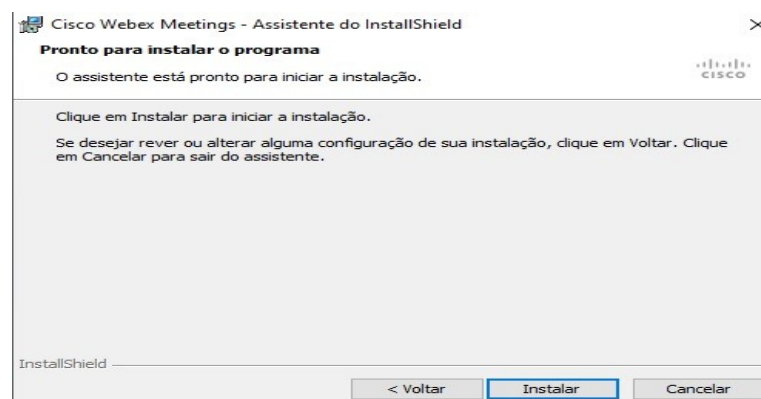 Cisco Webex Meetings - Assistente do InstallShield
Pronto para instalar o programa
O assistente está pronto para iniciar a instalação.
CISCO
Clique em Instalar para iniciar a instalação.
Se desejar rever ou alterar alguma configuração de sua instalação, clique em Voltar. Clique
em Cancelar para sair do assistente.
InstallShield
< Voltar Instalar Cancelar